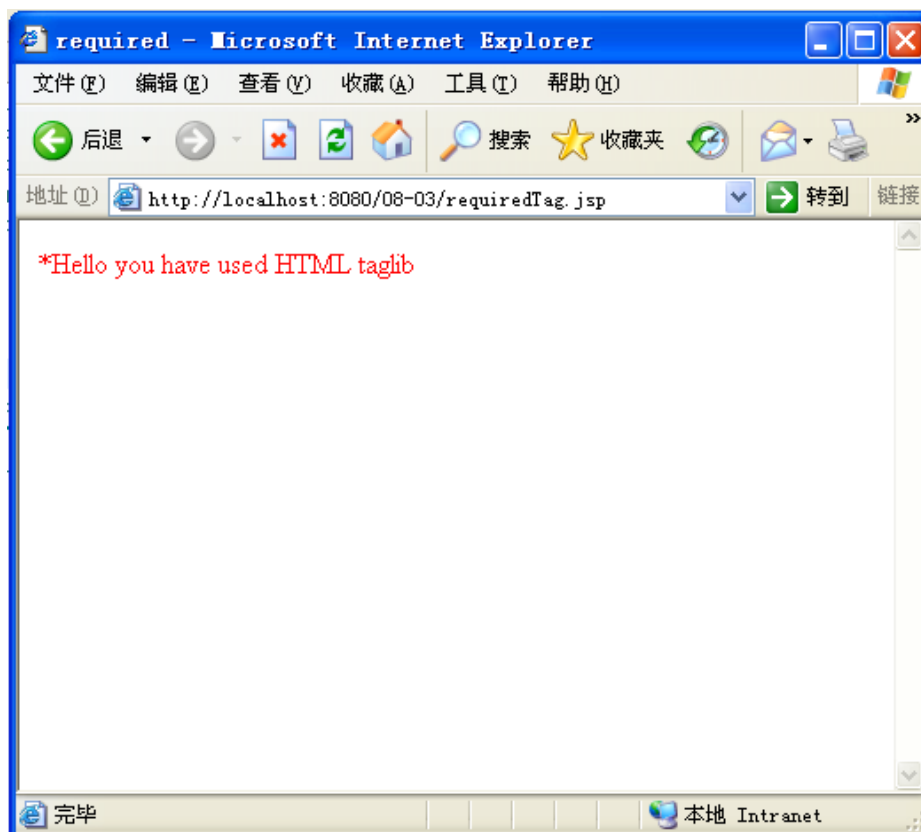 required - Microsoft Internet Explorer
文件(F) 编辑(E) 查看(V) 收藏(A) 工具(T) 帮助(H)
后退 搜索 收藏夹 »
地址(D) http://localhost:8080/08-03/requiredTag.jsp 转到 链接
*Hello you have used HTML taglib
完毕 本地 Intranet